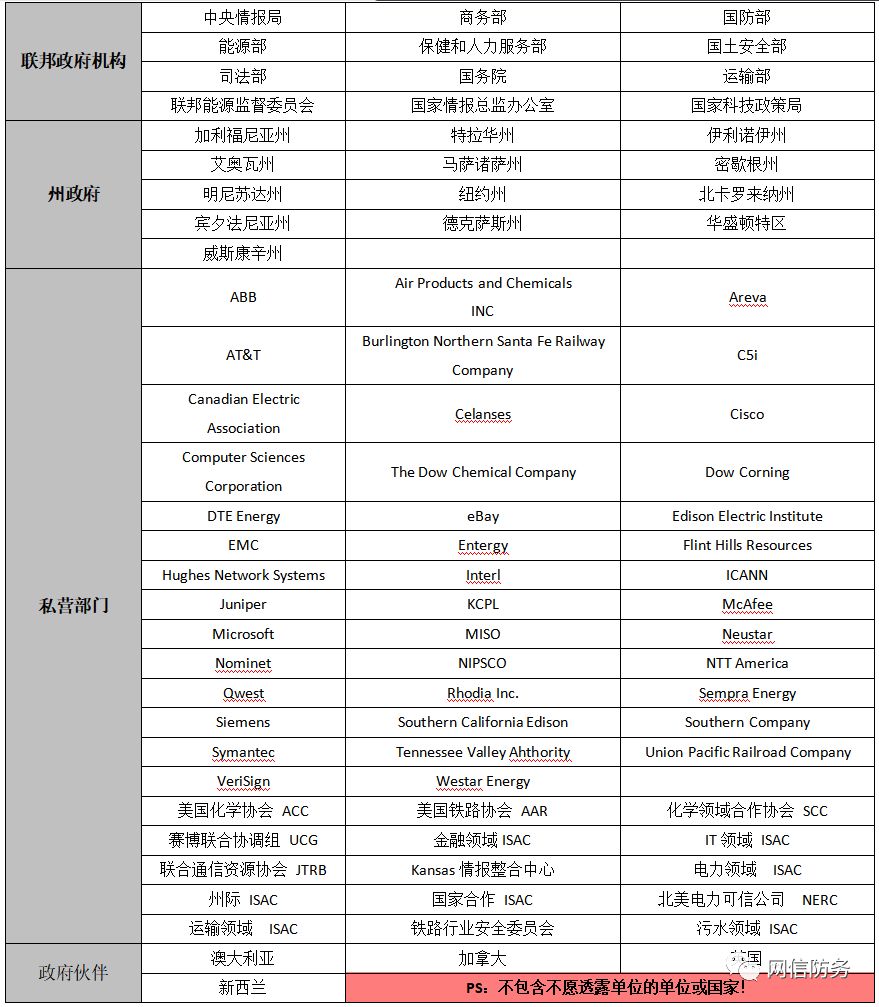 联邦政府机构
中央情报局 商务部 国防部
能源部 保健和人力服务部 国土安全部
司法部 国务院 运输部
联邦能源监督委员会 国家情报总监办公室 国家科技政策局
州政府
加利福尼亚州 特拉华州 伊利诺伊州
艾奥瓦州 马萨诸萨州 密歇根州
明尼苏达州 纽约州 北卡罗来纳州
宾夕法尼亚州 德克萨斯州 华盛顿特区
威斯康辛州
私营部门
ABB Air Products and Chemicals
INC Areva
AT&T Burlington Northern Santa Fe Railway
Company C5i
Canadian Electric
Association Celanses Cisco
Computer Sciences
Corporation The Dow Chemical Company Dow Corning
DTE Energy eBay Edison Electric Institute
EMC Entergy Flint Hills Resources
Hughes Network Systems Interl ICANN
Juniper KCPL McAfee
Microsoft MISO Neustar
Nominet NIPSCO NTT America
Qwest Rhodia Inc. Sempra Energy
Siemens Southern California Edison Southern Company
Symantec Tennessee Valley Ahthority Union Pacific Railroad Company
VeriSign Westar Energy
美国化学协会 ACC 美国铁路协会 AAR 化学领域合作协会 SCC
赛博联合协调组 UCG 金融领域 ISAC IT 领域 ISAC
联合通信资源协会 JTRB Kansas 情报整合中心 电力领域 ISAC
州际 ISAC 国家合作 ISAC 北美电力可信公司 NERC
运输领域 ISAC 铁路行业安全委员会 污水领域 ISAC
政府伙伴
澳大利亚 加拿大 国
新西兰 PS：不包含不愿透露单位的单位或国家！
网信防务